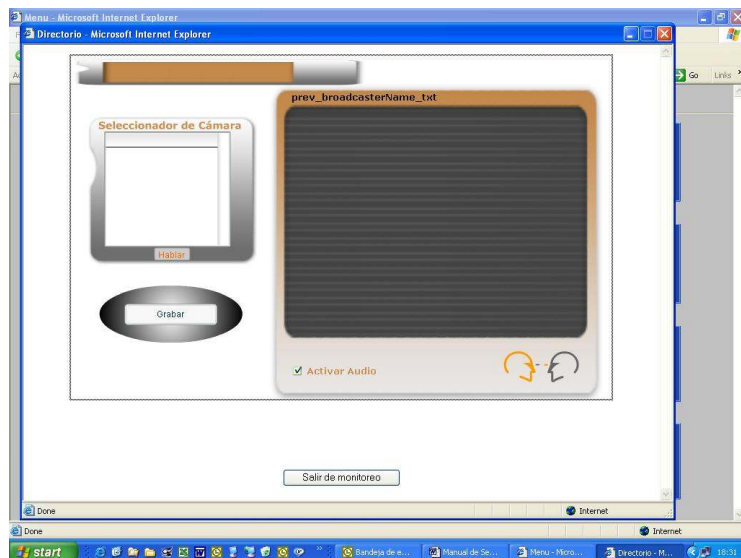 Menu - Microsoft Internet Explorer
Directorio - Microsoft Internet Explorer
Go
Links
prev_broadcasterName_txt
Seleccionador de Cámara
Hablar
Grabar
Activar Audio
Salir de monitoreo
Done
Internet
Done
Internet
start
Bandeja de e...
Manual de Se...
Menu - Micro...
Directorio - M...
18:31